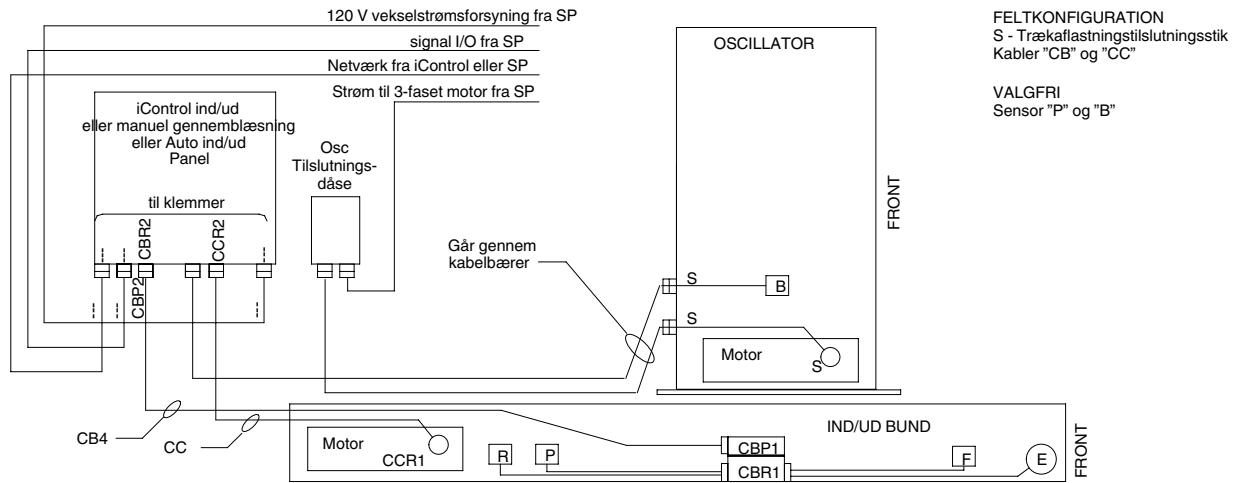 120 V vekselstrømsforsyning fra SP
signal I/O fra SP
Netværk fra iControl eller SP
Strøm til 3-faset motor fra SP
iControl ind/ud
eller manuel gennemblæsning
eller Auto ind/ud
Panel
til klemmer
CBR2
CCR2
CBP2
Osc
Tilslutnings-
dåse
Går gennem
kabelbærer
OSCILLATOR
FRONT
S
B
S
Motor
S
FELTKONFIGURATION
S - Trækaflastningstilslutningsstik
Kabler ”CB” og ”CC”
VALGFRI
Sensor ”P” og ”B”
CB4
CC
Motor
CCR1
R
P
CBP1
CBR1
IND/UD BUND
F
E
FRONT